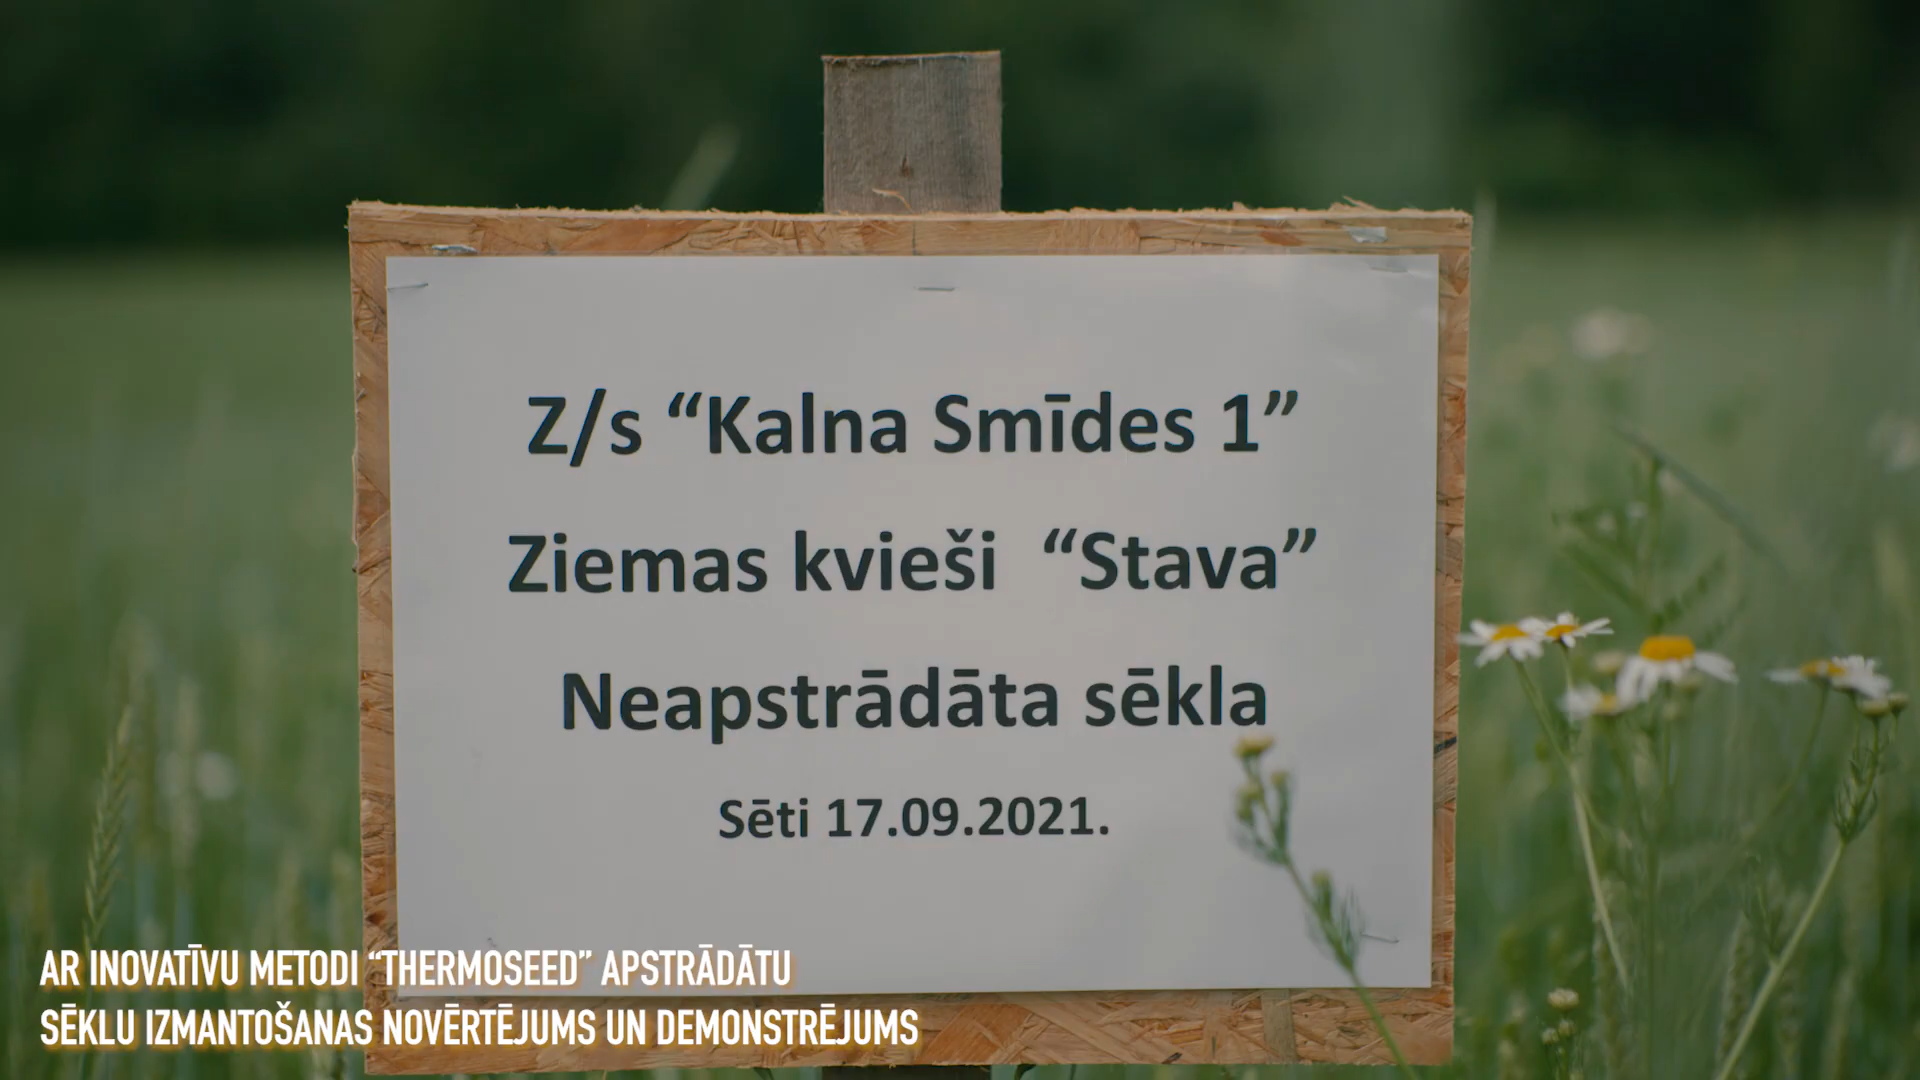 Z/s “Kalna Smīdes 1”
Ziemas kvieši “Stava”
Neapstrādāta sēkla
Sēti 17.09.2021.
AR INOVATĪVU METODI “THERMOSEED” APSTRĀDĀTU
SĒKLU IZMANTOŠANAS NOVĒRTĒJUMS UN DEMONSTRĒJUMS